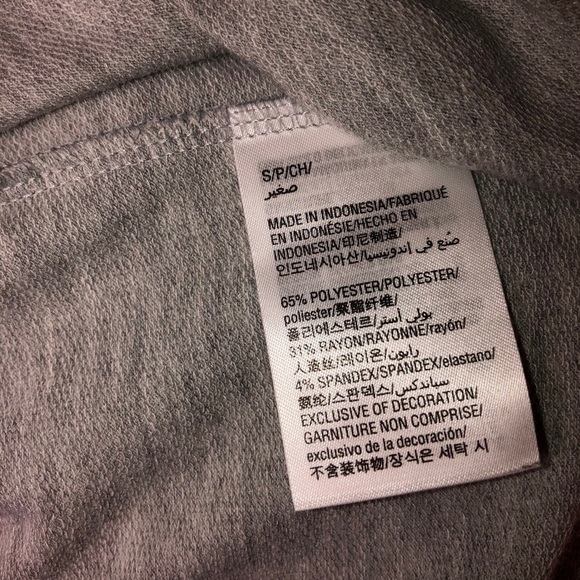 S/P/CH/
صغير
MADE IN INDONESIA/FABRIQUÉ
EN INDONÉSIE/HECHO EN
INDONESIA/印尼制造/
인도네시아산/صُنع في إندونيسيا
65% POLYESTER/POLYESTER/
poliester/聚酯纤维/
폴리에스테르/بولي أستر
31% RAYON/RAYONNE/rayón/
人造丝/레이온/رايون
4% SPANDEX/SPANDEX/elastano/
氨纶/스판덱스/سباندكس
EXCLUSIVE OF DECORATION/
GARNITURE NON COMPRISE/
exclusivo de la decoración/
不含装饰物/장식은 세탁 시